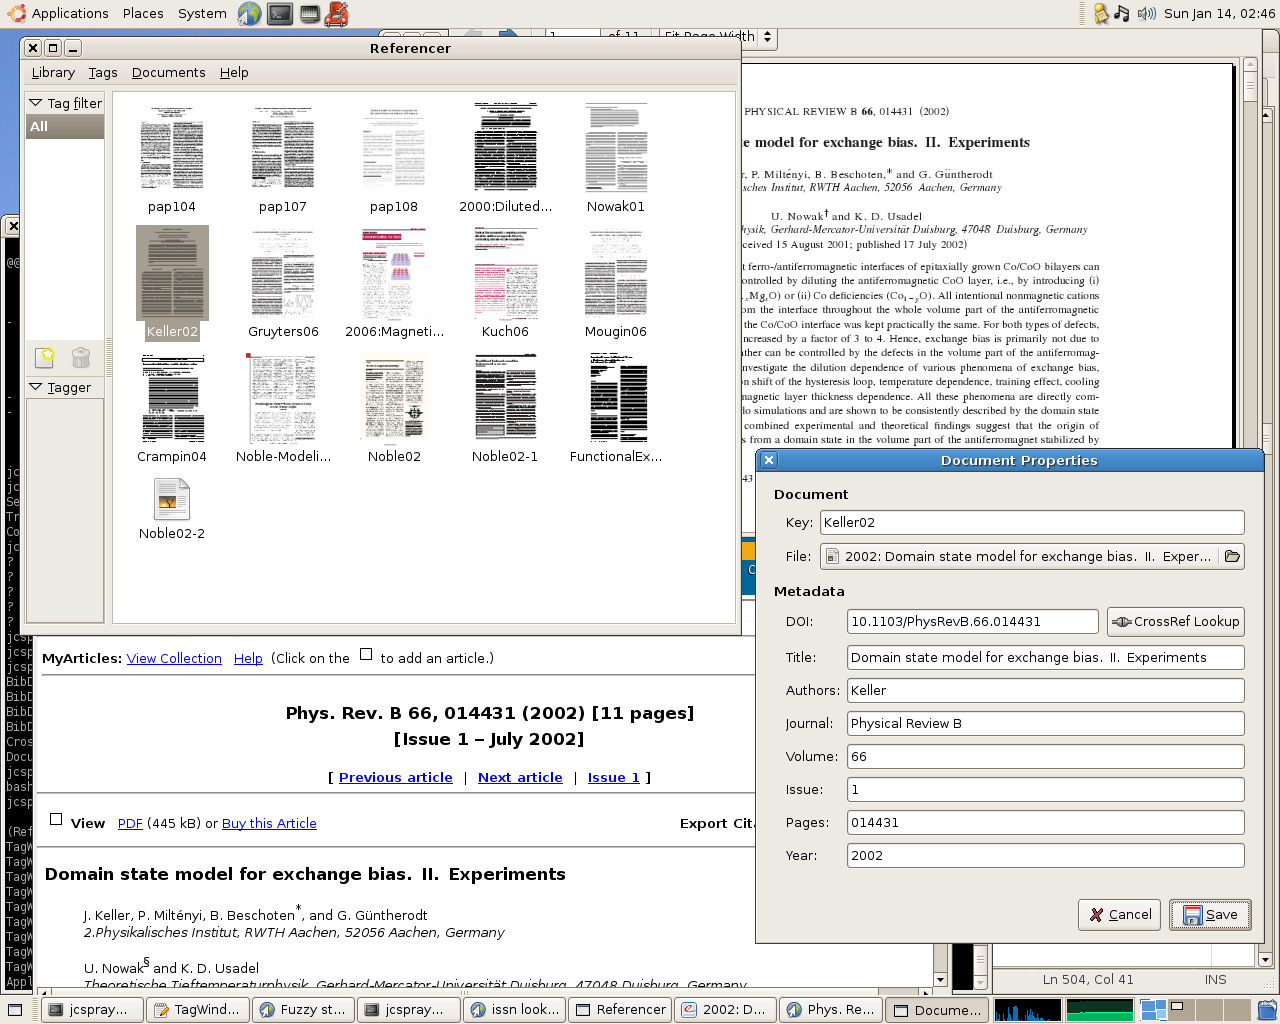 Applications Places System Sun Jan 14, 02:46
of 11 Fit Page Width
Referencer
Library Tags Documents Help
Tag filter
All
Tagger
pap104 pap107 pap108 2000:Diluted... Nowak01
Keller02 Gruyters06 2006:Magneti... Kuch06 Mougin06
Crampin04 Noble-Modeli... Noble02 Noble02-1 FunctionalEx...
Noble02-2
PHYSICAL REVIEW B 66, 014431 (2002)
e model for exchange bias. II. Experiments
r, P. Miltényi, B. Beschoten,* and G. Güntherodt
sches Institut, RWTH Aachen, 52056 Aachen, Germany
U. Nowak† and K. D. Usadel
hysik, Gerhard-Mercator-Universität Duisburg, 47048 Duisburg, Germany
ceived 15 August 2001; published 17 July 2002)
t ferro-/antiferromagnetic interfaces of epitaxially grown Co/CoO bilayers can
ontrolled by diluting the antiferromagnetic CoO layer, i.e., by introducing (i)
MgxO) or (ii) Co deficiencies (Co1-yO). All intentional nonmagnetic cations
om the interface throughout the whole volume part of the antiferromagnetic
the Co/CoO interface was kept practically the same. For both types of defects,
ncreased by a factor of 3 to 4. Hence, exchange bias is primarily not due to
ther can be controlled by the defects in the volume part of the antiferromag-
nvestigate the dilution dependence of various phenomena of exchange bias,
n shift of the hysteresis loop, temperature dependence, training effect, cooling
magnetic layer thickness dependence. All these phenomena are directly com-
lo simulations and are shown to be consistently described by the domain state
combined experimental and theoretical findings suggest that the origin of
s from a domain state in the volume part of the antiferromagnet stabilized by
Document Properties
Document
Key: Keller02
File: 2002: Domain state model for exchange bias. II. Exper...
Metadata
DOI: 10.1103/PhysRevB.66.014431 CrossRef Lookup
Title: Domain state model for exchange bias. II. Experiments
Authors: Keller
Journal: Physical Review B
Volume: 66
Issue: 1
Pages: 014431
Year: 2002
Cancel Save
MyArticles: View Collection Help (Click on the to add an article.)
Phys. Rev. B 66, 014431 (2002) [11 pages]
[Issue 1 – July 2002]
[ Previous article | Next article | Issue 1 ]
View PDF (445 kB) or Buy this Article Export Cita
Domain state model for exchange bias. II. Experiments
J. Keller, P. Miltényi, B. Beschoten*, and G. Güntherodt
2.Physikalisches Institut, RWTH Aachen, 52056 Aachen, Germany
U. Nowak§ and K. D. Usadel
Theoretische Tieftemperaturphysik, Gerhard-Mercator-Universität Duisburg, 47048 Duisburg, Germany
Ln 504, Col 41 INS
jcspray... TagWind... Fuzzy st... jcspray... issn look... Referencer 2002: D... Phys. Re... Docume...